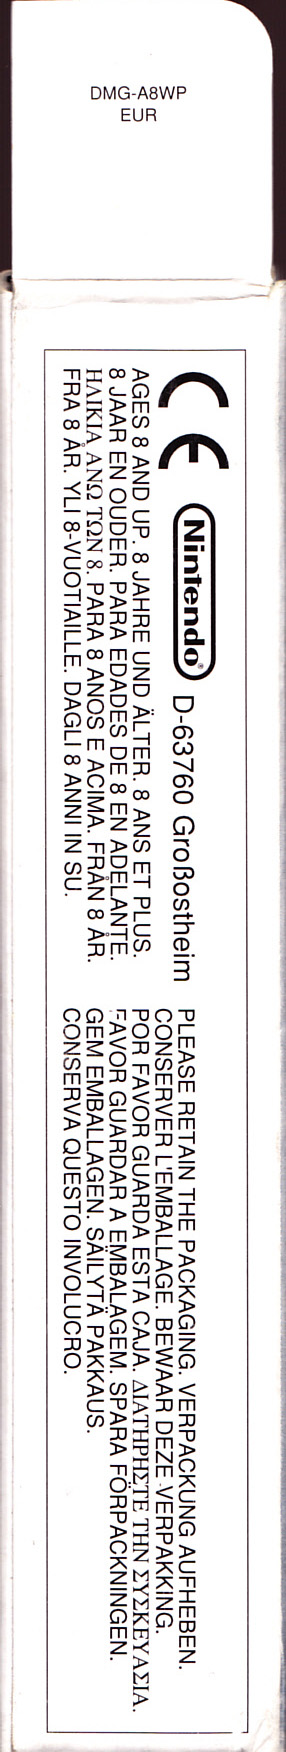 DMG-A8WP
EUR
CE
Nintendo® D-63760 Großostheim
AGES 8 AND UP. 8 JAHRE UND ÄLTER. 8 ANS ET PLUS.
8 JAAR EN OUDER. PARA EDADES DE 8 EN ADELANTE.
ΗΛΙΚΙΑ ΑΝΩ ΤΩΝ 8. PARA 8 ANOS E ACIMA. FRÅN 8 ÅR.
FRA 8 ÅR. YLI 8-VUOTIAILLE. DAGLI 8 ANNI IN SU.
PLEASE RETAIN THE PACKAGING. VERPACKUNG AUFHEBEN.
CONSERVER L'EMBALLAGE. BEWAAR DEZE VERPAKKING.
POR FAVOR GUARDA ESTA CAJA. ΔΙΑΤΗΡΗΣΤΕ ΤΗΝ ΣΥΣΚΕΥΑΣΙΑ.
FAVOR GUARDAR A EMBALAGEM. SPARA FÖRPACKNINGEN.
GEM EMBALLAGEN. SÄILYTÄ PAKKAUS.
CONSERVA QUESTO INVOLUCRO.